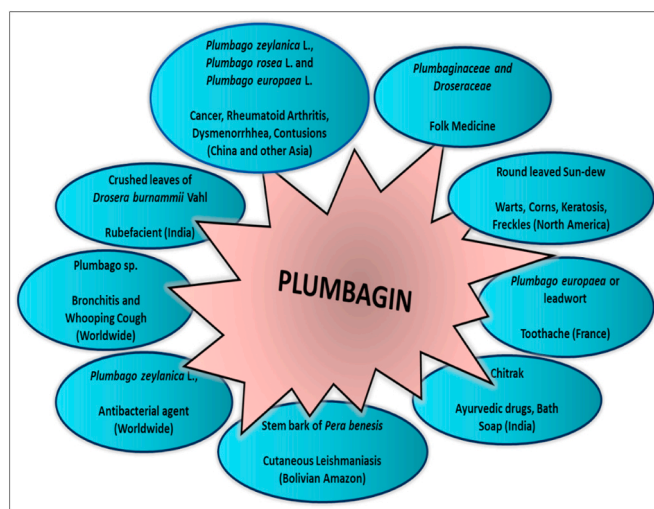 Plumbago zeylanica L.,
Plumbago rosea L. and
Plumbago europaea L.
Cancer, Rheumatoid Arthritis,
Dysmenorrhhea, Contusions
(China and other Asia)
Plumbaginaceae and
Droseraceae
Folk Medicine
Crushed leaves of
Drosera burnammii Vahl
Rubefacient (India)
Round leaved Sun-dew
Warts, Corns, Keratosis,
Freckles (North America)
Plumbago sp.
Bronchitis and
Whooping Cough
(Worldwide)
PLUMBAGIN
Plumbago europaea or
leadwort
Toothache (France)
Plumbago zeylanica L.,
Antibacterial agent
(Worldwide)
Chitrak
Ayurvedic drugs, Bath
Soap (India)
Stem bark of Pera benesis
Cutaneous Leishmaniasis
(Bolivian Amazon)